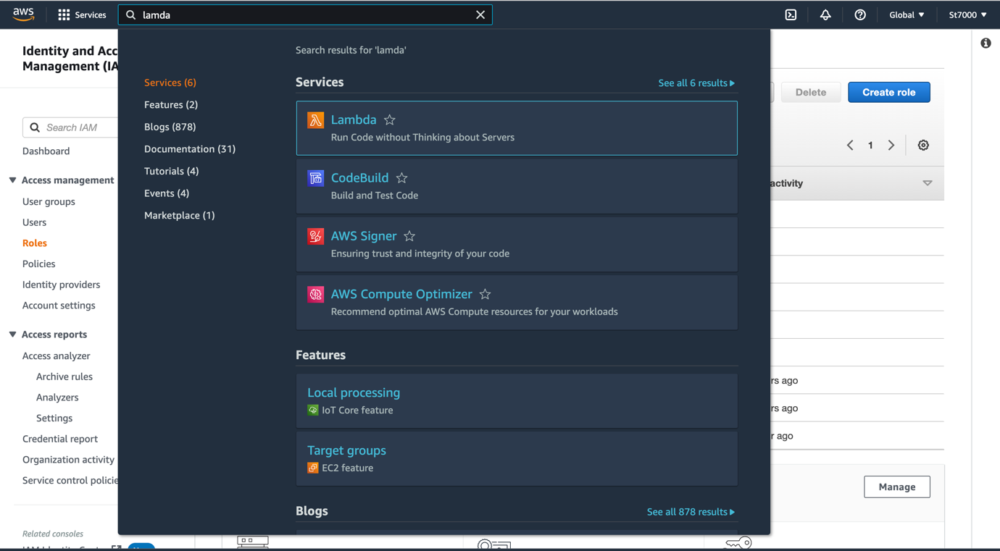 aws
Services
lamda
Global
St7000
Identity and Acc
Management (IA
Search IAM
Dashboard
Access management
User groups
Users
Roles
Policies
Identity providers
Account settings
Access reports
Access analyzer
Archive rules
Analyzers
Settings
Credential report
Organization activity
Service control policie
Related consoles
Search results for 'lamda'
Services (6)
Features (2)
Blogs (878)
Documentation (31)
Tutorials (4)
Events (4)
Marketplace (1)
Services
See all 6 results
Lambda
Run Code without Thinking about Servers
CodeBuild
Build and Test Code
AWS Signer
Ensuring trust and integrity of your code
AWS Compute Optimizer
Recommend optimal AWS Compute resources for your workloads
Features
Local processing
IoT Core feature
Target groups
EC2 feature
Blogs
See all 878 results
Delete
Create role
1
activity
rs ago
rs ago
r ago
Manage